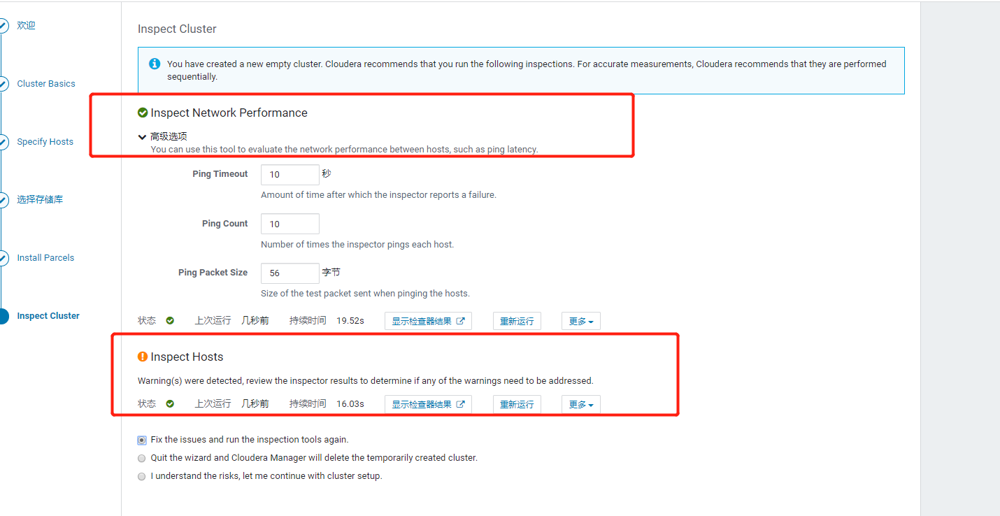 欢迎
Cluster Basics
Specify Hosts
选择存储库
Install Parcels
Inspect Cluster
Inspect Cluster
You have created a new empty cluster. Cloudera recommends that you run the following inspections. For accurate measurements, Cloudera recommends that they are performed
sequentially.
Inspect Network Performance
高级选项
You can use this tool to evaluate the network performance between hosts, such as ping latency.
Ping Timeout 10 秒
Amount of time after which the inspector reports a failure.
Ping Count 10
Number of times the inspector pings each host.
Ping Packet Size 56 字节
Size of the test packet sent when pinging the hosts.
状态 上次运行 几秒前 持续时间 19.52s 显示检查器结果 重新运行 更多
Inspect Hosts
Warning(s) were detected, review the inspector results to determine if any of the warnings need to be addressed.
状态 上次运行 几秒前 持续时间 16.03s 显示检查器结果 重新运行 更多
Fix the issues and run the inspection tools again.
Quit the wizard and Cloudera Manager will delete the temporarily created cluster.
I understand the risks, let me continue with cluster setup.